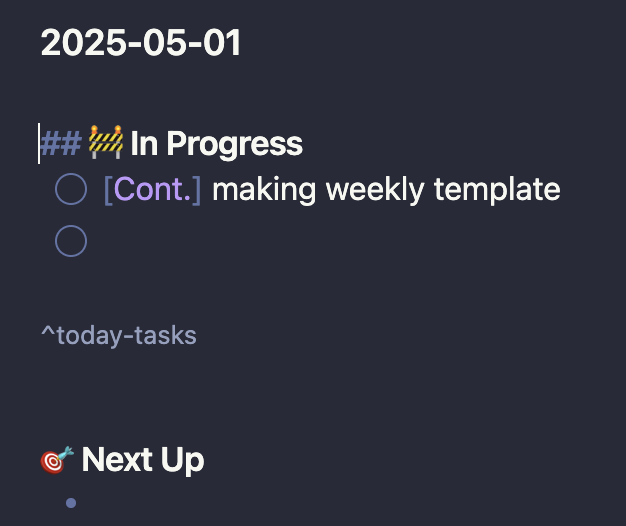 2025-05-01
##🚧 In Progress
[Cont.] making weekly template
^today-tasks
🎯 Next Up